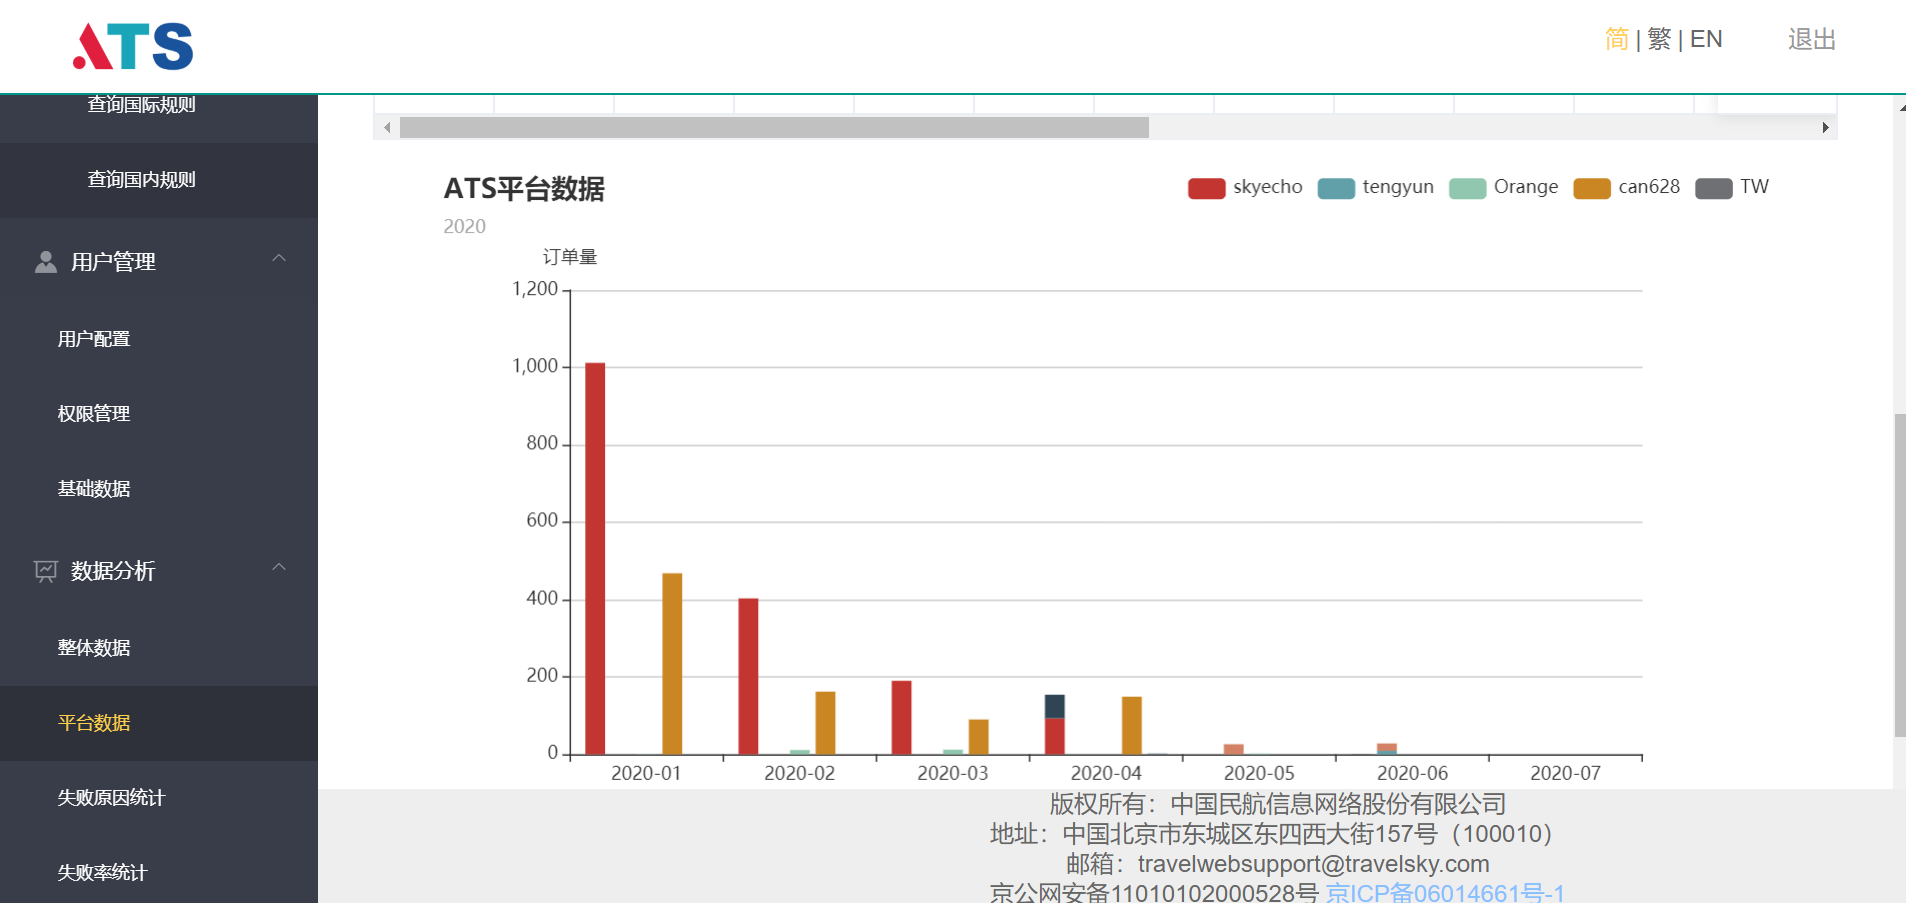 ATS
简 | 繁 | EN
退出
查询国际规则
查询国内规则
用户管理
用户配置
权限管理
基础数据
数据分析
整体数据
平台数据
失败原因统计
失败率统计
ATS平台数据
2020
skyecho
tengyun
Orange
can628
TW
订单量
1,200
1,000
800
600
400
200
0
2020-01
2020-02
2020-03
2020-04
2020-05
2020-06
2020-07
版权所有：中国民航信息网络股份有限公司
地址：中国北京市东城区东四西大街157号（100010）
邮箱：travelwebsupport@travelsky.com
京公网安备11010102000528号 京ICP备06014661号-1